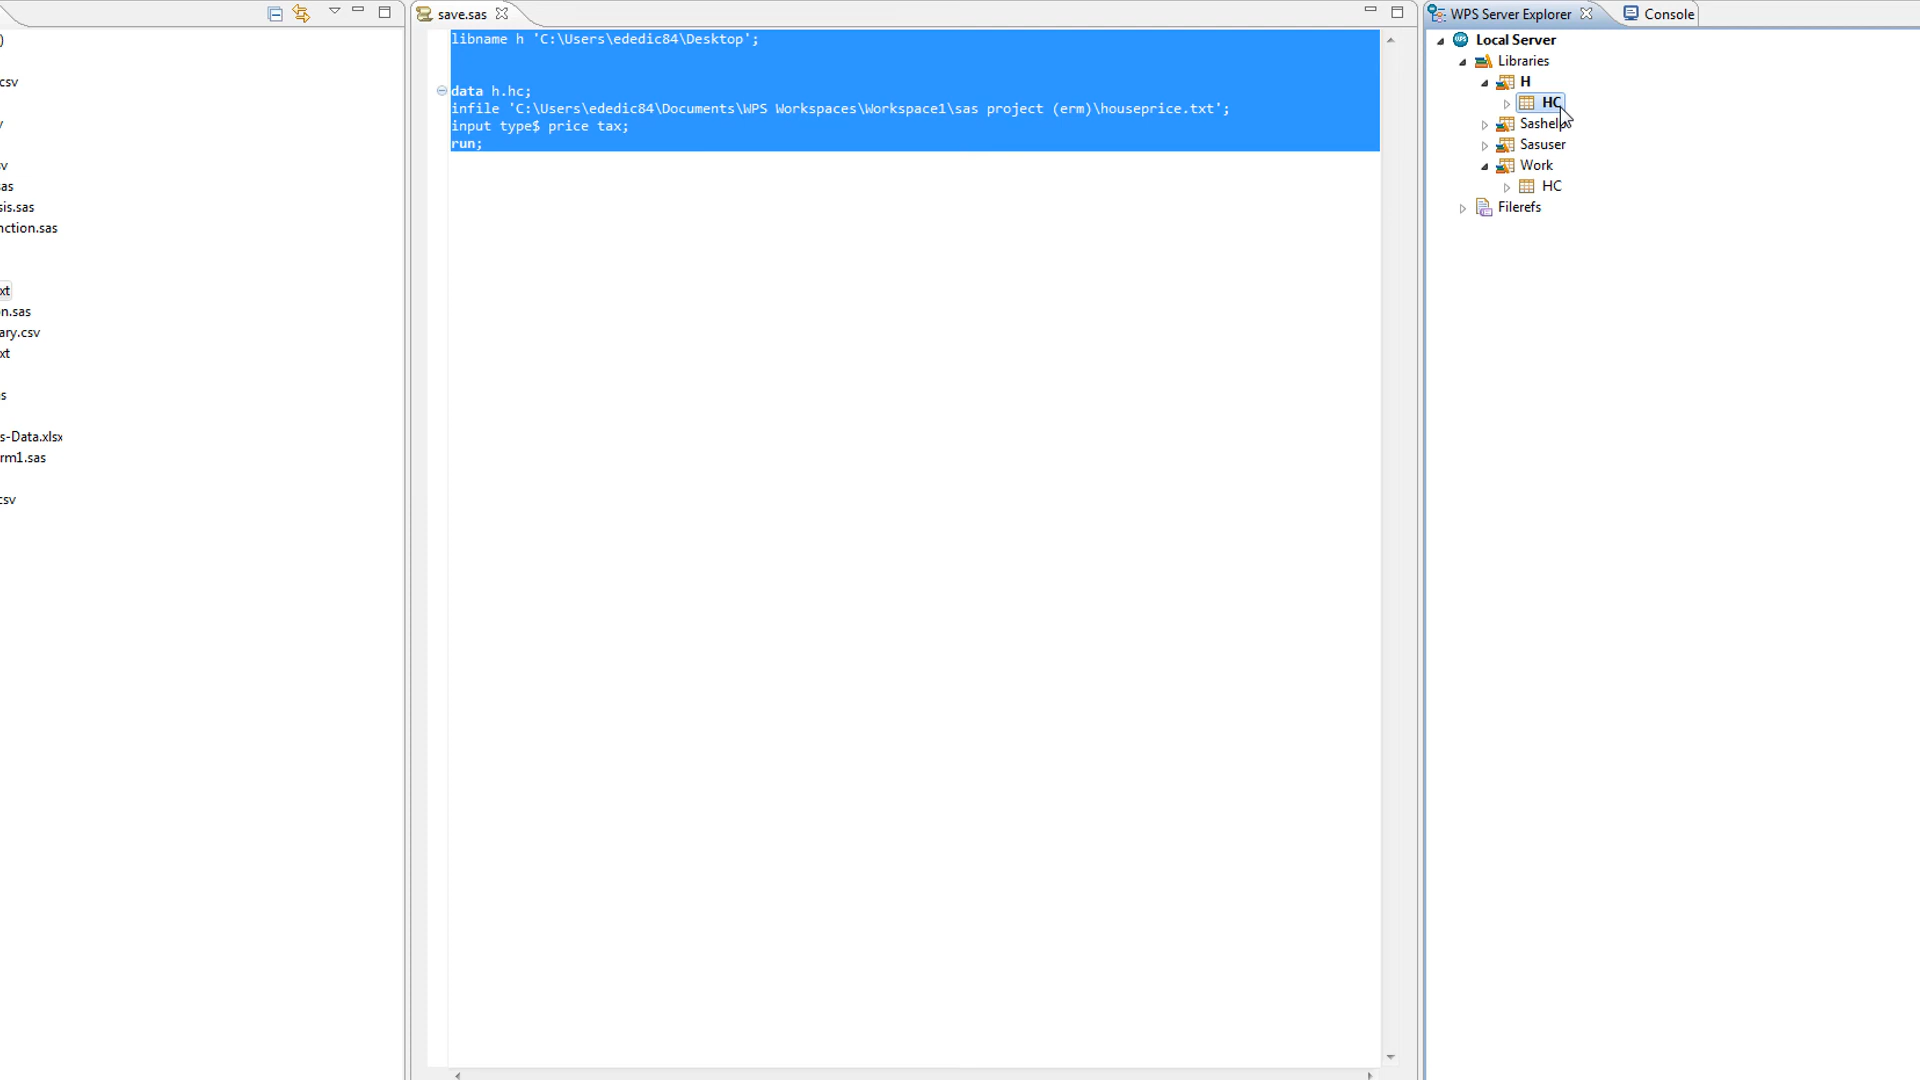 )
csv
/
sv
sas
sis.sas
nction.sas
xt
n.sas
ary.csv
xt
s
s-Data.xlsx
rm1.sas
csv
save.sas
libname h 'C:\Users\ededic84\Desktop';
data h.hc;
infile 'C:\Users\ededic84\Documents\WPS Workspaces\Workspace1\sas project (erm)\houseprice.txt';
input type$ price tax;
run;
WPS Server Explorer
Console
Local Server
Libraries
H
HC
Sashelp
Sasuser
Work
HC
Filerefs